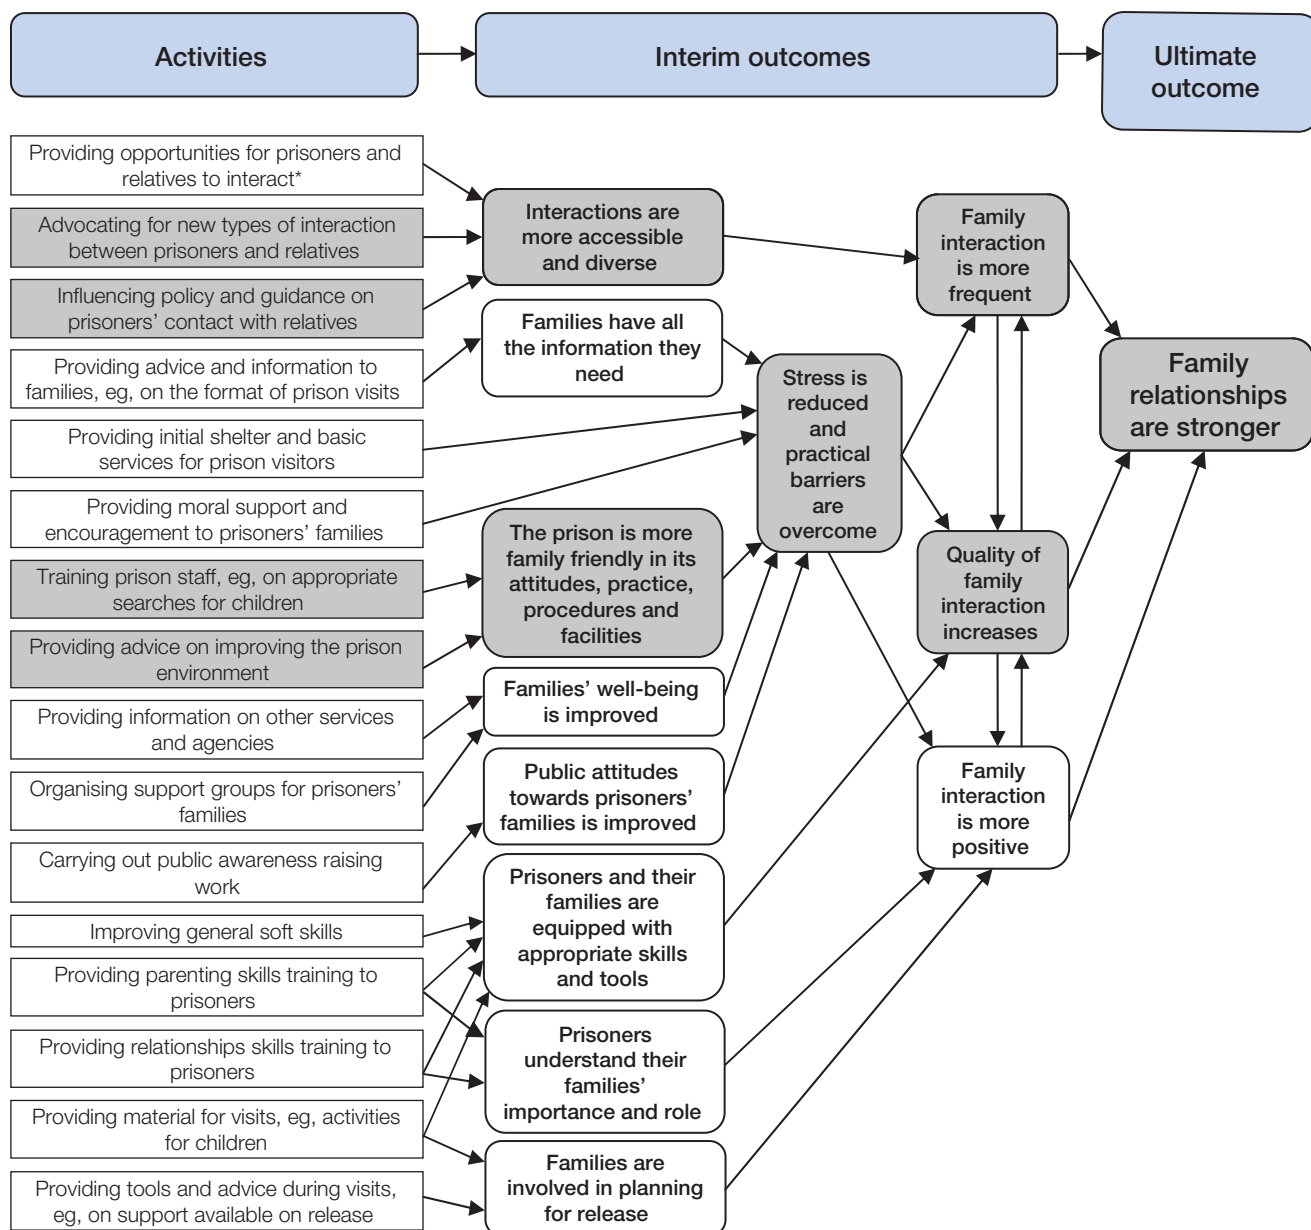 Activities
Interim outcomes
Ultimate
outcome
Providing opportunities for prisoners and
relatives to interact*
Advocating for new types of interaction
between prisoners and relatives
Influencing policy and guidance on
prisoners’ contact with relatives
Providing advice and information to
families, eg, on the format of prison visits
Providing initial shelter and basic
services for prison visitors
Providing moral support and
encouragement to prisoners’ families
Training prison staff, eg, on appropriate
searches for children
Providing advice on improving the prison
environment
Providing information on other services
and agencies
Organising support groups for prisoners’
families
Carrying out public awareness raising
work
Improving general soft skills
Providing parenting skills training to
prisoners
Providing relationships skills training to
prisoners
Providing material for visits, eg, activities
for children
Providing tools and advice during visits,
eg, on support available on release
Interactions are
more accessible
and diverse
Families have all
the information they
need
The prison is more
family friendly in its
attitudes, practice,
procedures and
facilities
Families’ well-being
is improved
Public attitudes
towards prisoners’
families is improved
Prisoners and their
families are
equipped with
appropriate skills
and tools
Prisoners
understand their
families’
importance and role
Families are
involved in planning
for release
Stress is
reduced
and
practical
barriers
are
overcome
Family
interaction
is more
frequent
Quality of
family
interaction
increases
Family
interaction
is more
positive
Family
relationships
are stronger